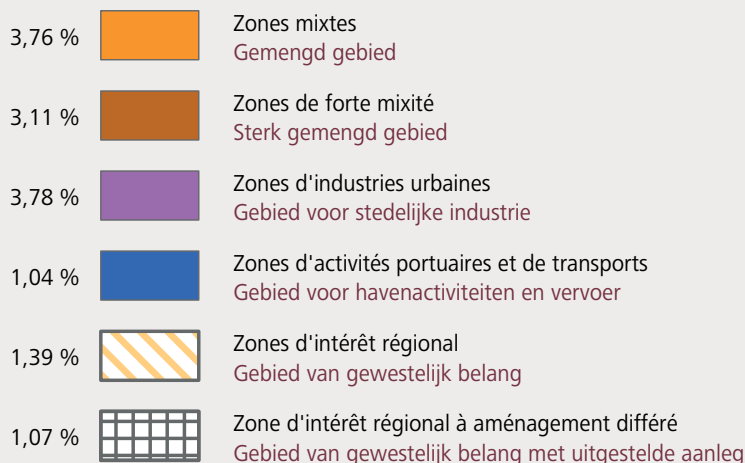 3,76 %
Zones mixtes
Gemengd gebied
3,11 %
Zones de forte mixité
Sterk gemengd gebied
3,78 %
Zones d'industries urbaines
Gebied voor stedelijke industrie
1,04 %
Zones d'activités portuaires et de transports
Gebied voor havenactiviteiten en vervoer
1,39 %
Zones d'intérêt régional
Gebied van gewestelijk belang
1,07 %
Zone d'intérêt régional à aménagement différé
Gebied van gewestelijk belang met uitgestelde aanleg